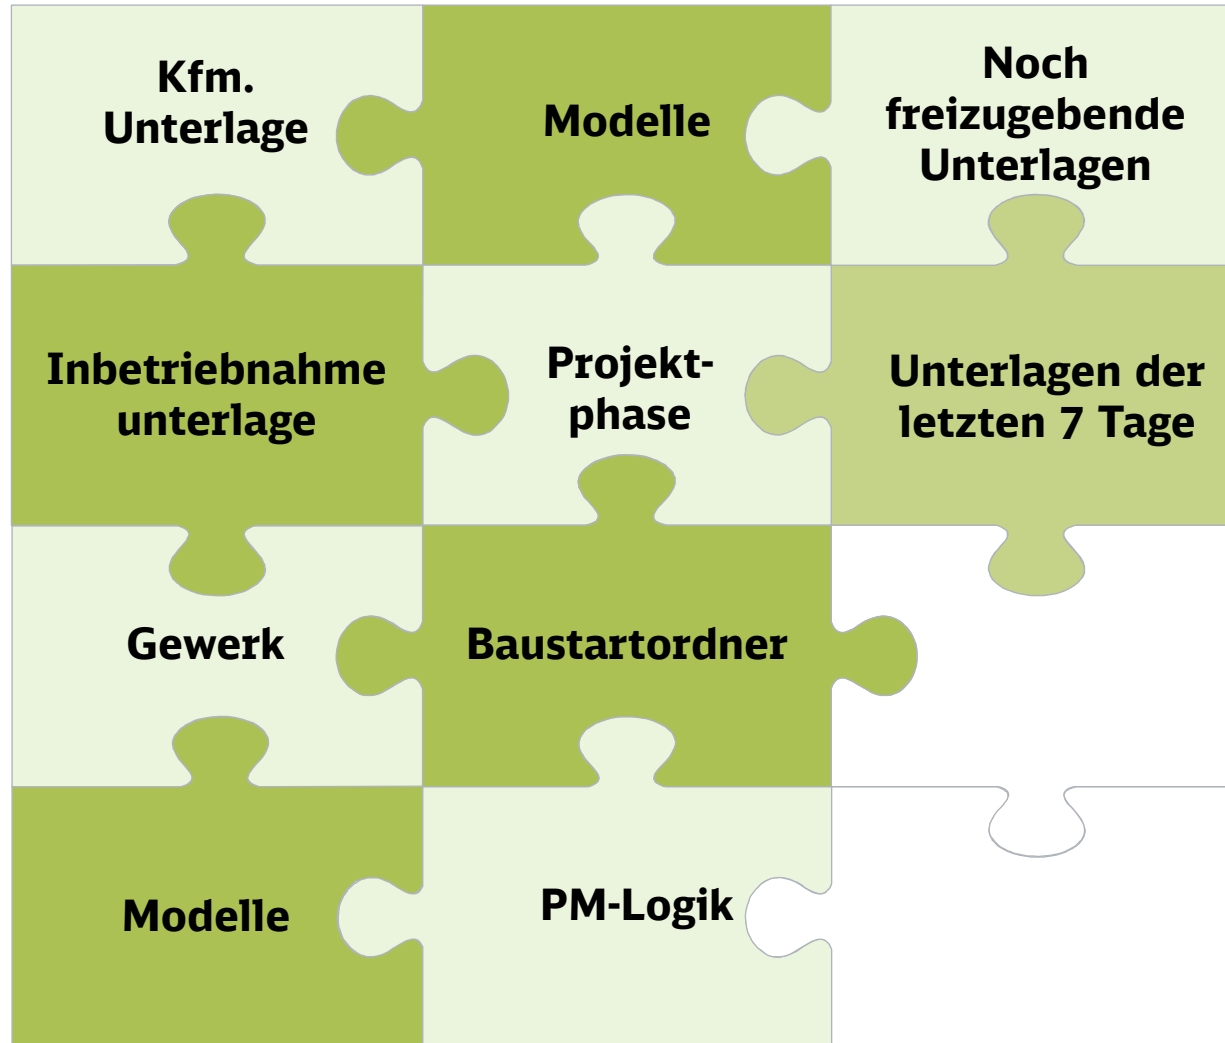 Kfm.
Unterlage
Modelle
Noch
freizugebende
Unterlagen
Inbetriebnahme
unterlage
Projekt-
phase
Unterlagen der
letzten 7 Tage
Gewerk
Baustartordner
Modelle
PM-Logik